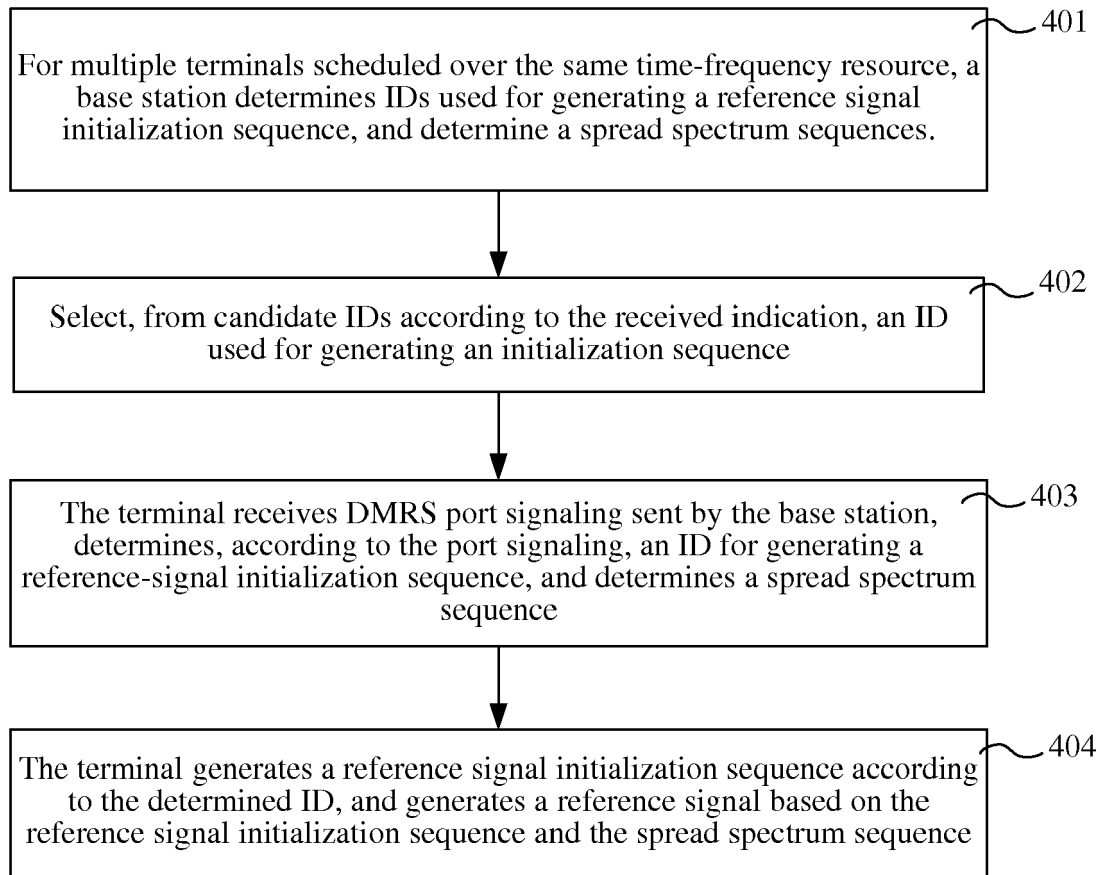 401
For multiple terminals scheduled over the same time-frequency resource, a
base station determines IDs used for generating a reference signal
initialization sequence, and determine a spread spectrum sequences.
402
Select, from candidate IDs according to the received indication, an ID
used for generating an initialization sequence
403
The terminal receives DMRS port signaling sent by the base station,
determines, according to the port signaling, an ID for generating a
reference-signal initialization sequence, and determines a spread spectrum
sequence
404
The terminal generates a reference signal initialization sequence according
to the determined ID, and generates a reference signal based on the
reference signal initialization sequence and the spread spectrum sequence